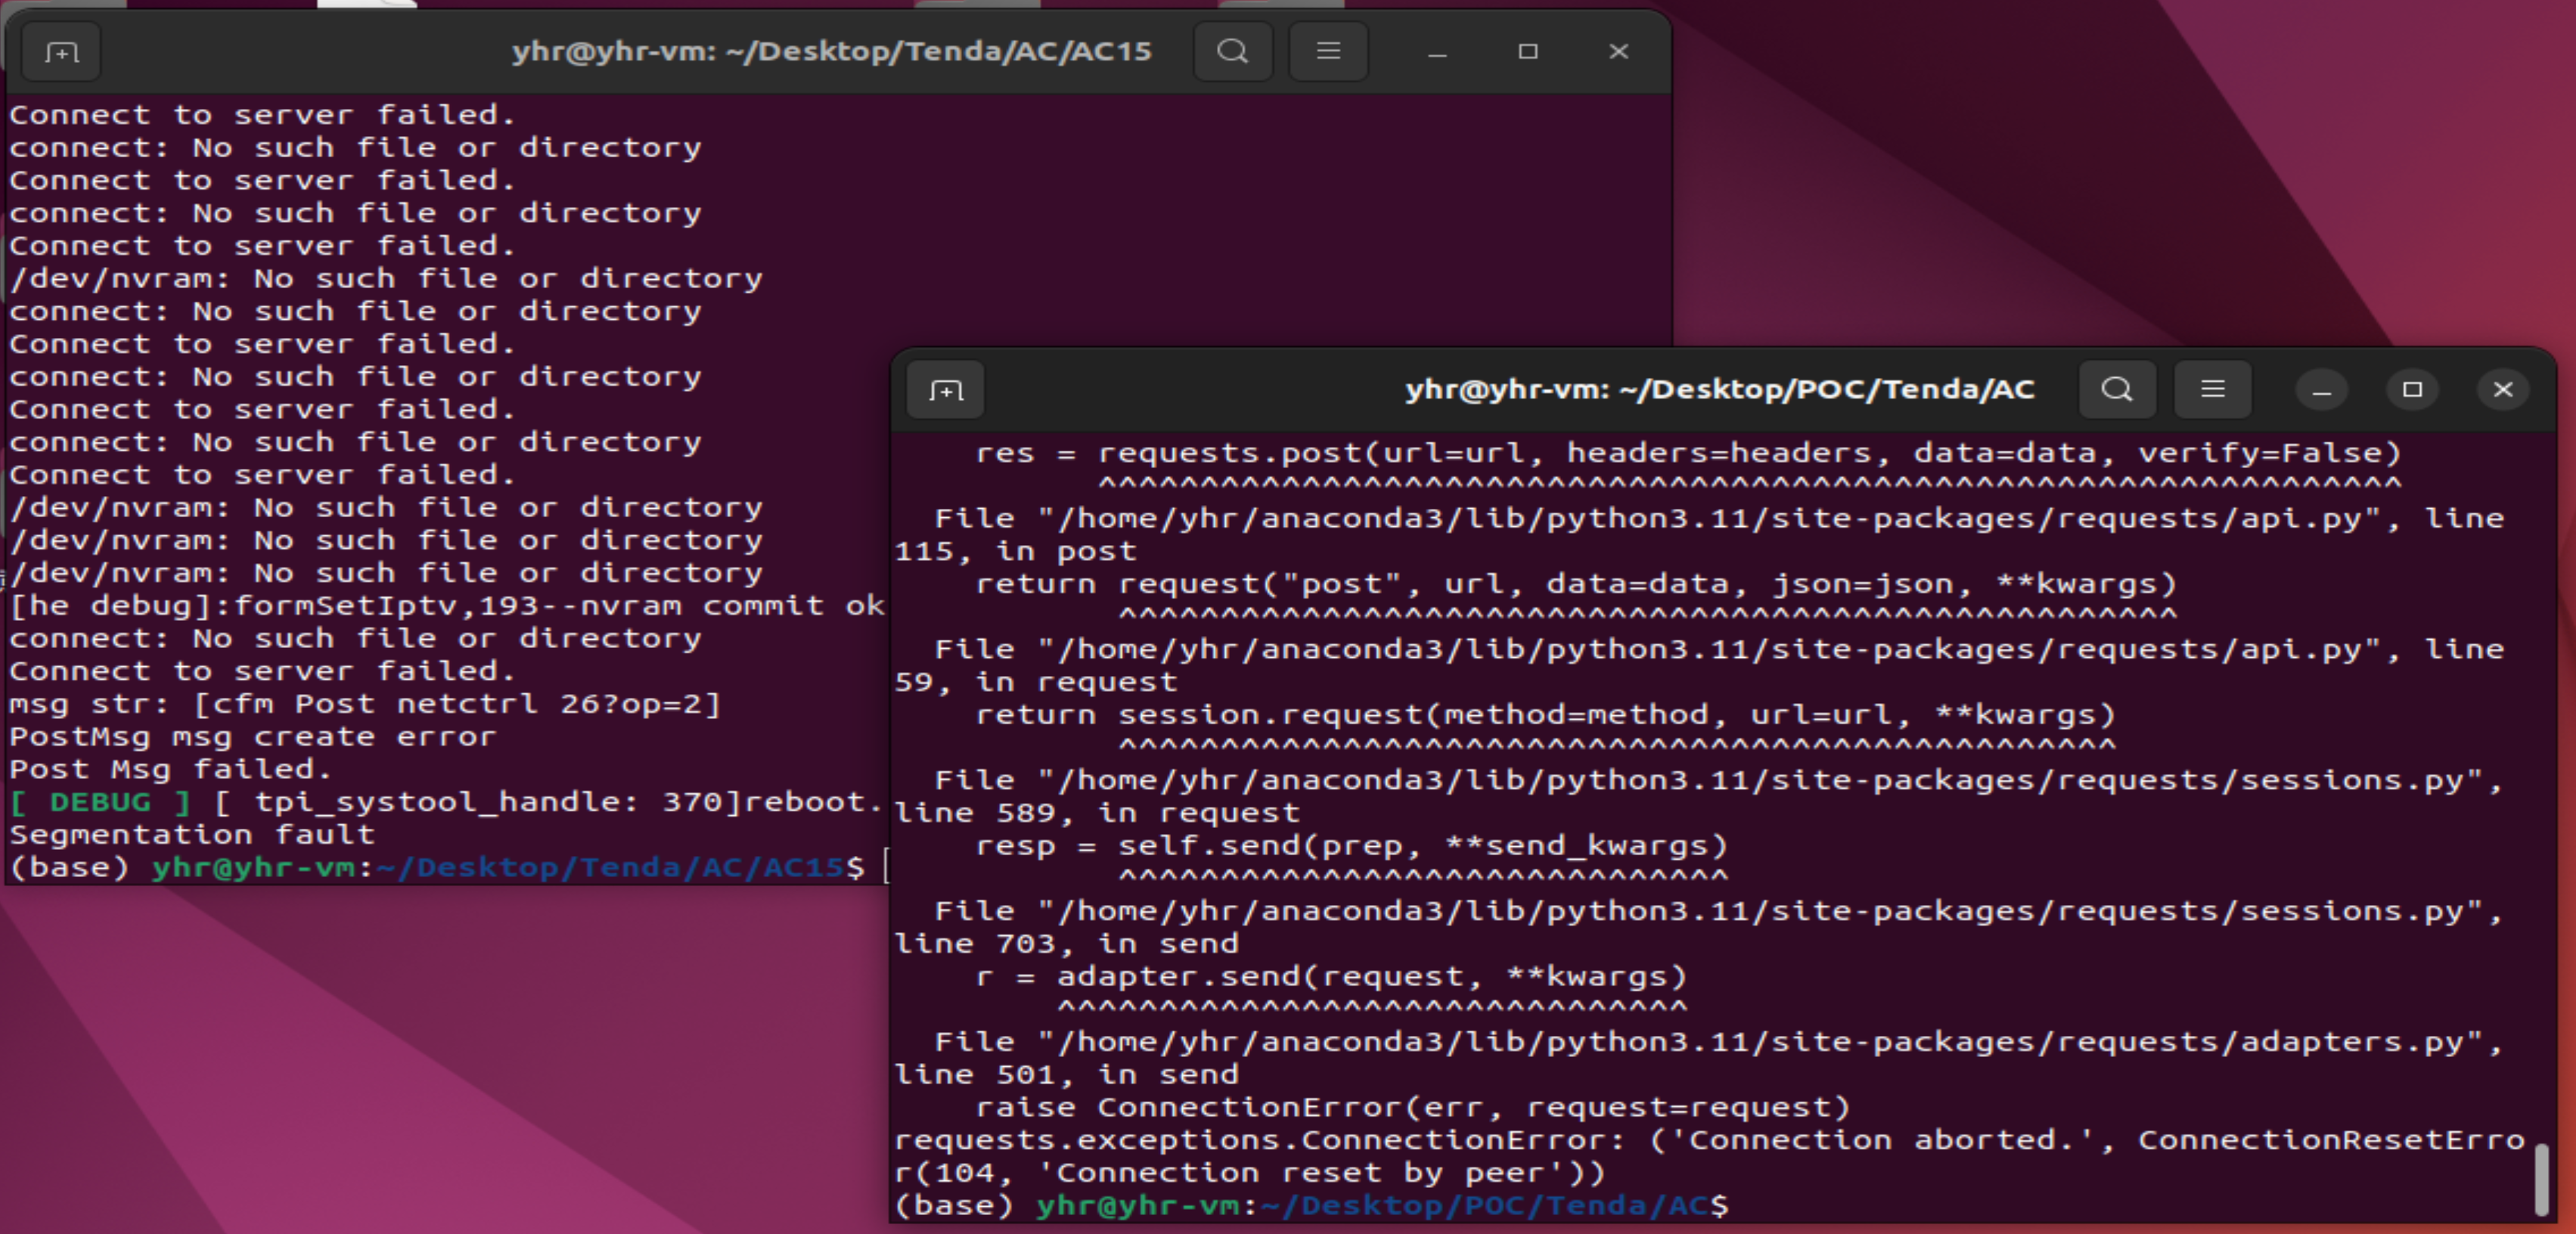 yhr@yhr-vm: ~/Desktop/Tenda/AC/AC15
Connect to server failed.
connect: No such file or directory
Connect to server failed.
connect: No such file or directory
Connect to server failed.
/dev/nvram: No such file or directory
connect: No such file or directory
Connect to server failed.
connect: No such file or directory
Connect to server failed.
connect: No such file or directory
Connect to server failed.
/dev/nvram: No such file or directory
/dev/nvram: No such file or directory
/dev/nvram: No such file or directory
[he debug]:formSetIptv,193--nvram commit ok
connect: No such file or directory
Connect to server failed.
msg str: [cfm Post netctrl 26?op=2]
PostMsg msg create error
Post Msg failed.
[ DEBUG ] [ tpi_systool_handle: 370]reboot.
Segmentation fault
(base) yhr@yhr-vm:~/Desktop/Tenda/AC/AC15$
yhr@yhr-vm: ~/Desktop/POC/Tenda/AC
    res = requests.post(url=url, headers=headers, data=data, verify=False)
          ^^^^^^^^^^^^^^^^^^^^^^^^^^^^^^^^^^^^^^^^^^^^^^^^^^^^^^^^^^^^^^^^
  File "/home/yhr/anaconda3/lib/python3.11/site-packages/requests/api.py", line
115, in post
    return request("post", url, data=data, json=json, **kwargs)
           ^^^^^^^^^^^^^^^^^^^^^^^^^^^^^^^^^^^^^^^^^^^^^^^^^^^^
  File "/home/yhr/anaconda3/lib/python3.11/site-packages/requests/api.py", line
59, in request
    return session.request(method=method, url=url, **kwargs)
           ^^^^^^^^^^^^^^^^^^^^^^^^^^^^^^^^^^^^^^^^^^^^^^^^^
  File "/home/yhr/anaconda3/lib/python3.11/site-packages/requests/sessions.py",
line 589, in request
    resp = self.send(prep, **send_kwargs)
           ^^^^^^^^^^^^^^^^^^^^^^^^^^^^^^
  File "/home/yhr/anaconda3/lib/python3.11/site-packages/requests/sessions.py",
line 703, in send
    r = adapter.send(request, **kwargs)
        ^^^^^^^^^^^^^^^^^^^^^^^^^^^^^^^
  File "/home/yhr/anaconda3/lib/python3.11/site-packages/requests/adapters.py",
line 501, in send
    raise ConnectionError(err, request=request)
requests.exceptions.ConnectionError: ('Connection aborted.', ConnectionResetErro
r(104, 'Connection reset by peer'))
(base) yhr@yhr-vm:~/Desktop/POC/Tenda/AC$